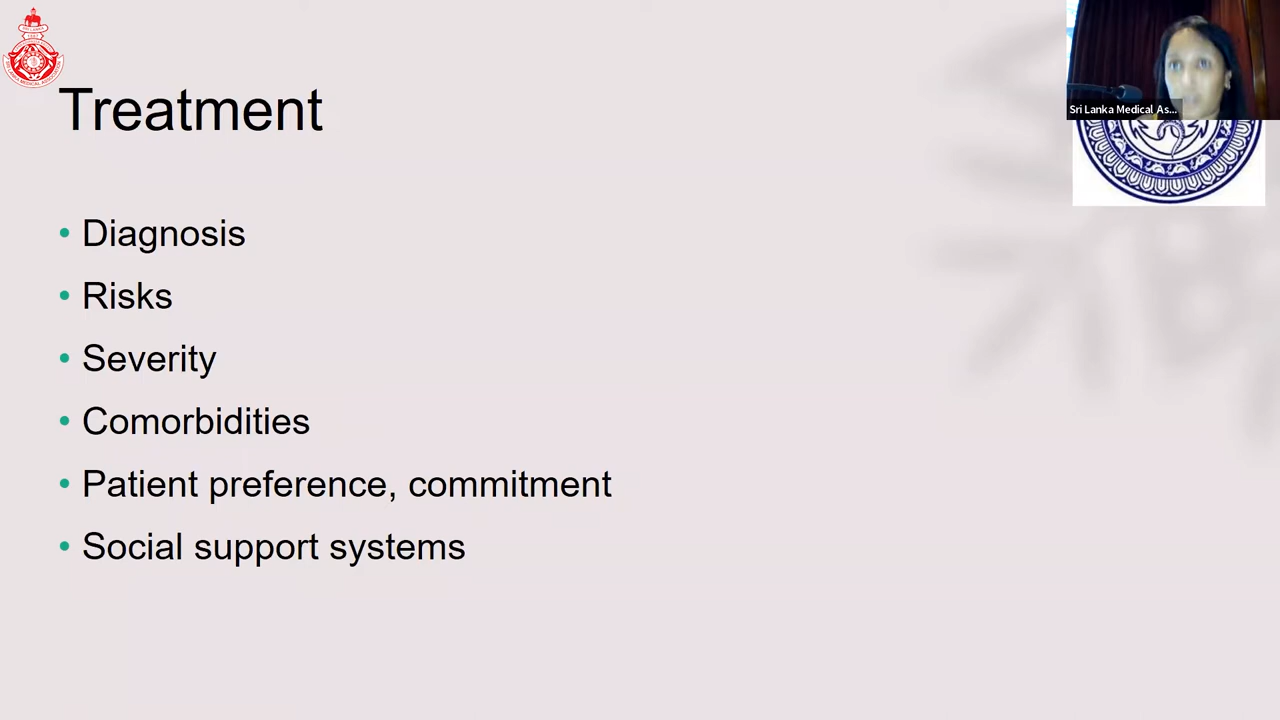 Treatment
Sri Lanka Medical As...
• Diagnosis
• Risks
• Severity
• Comorbidities
• Patient preference, commitment
• Social support systems